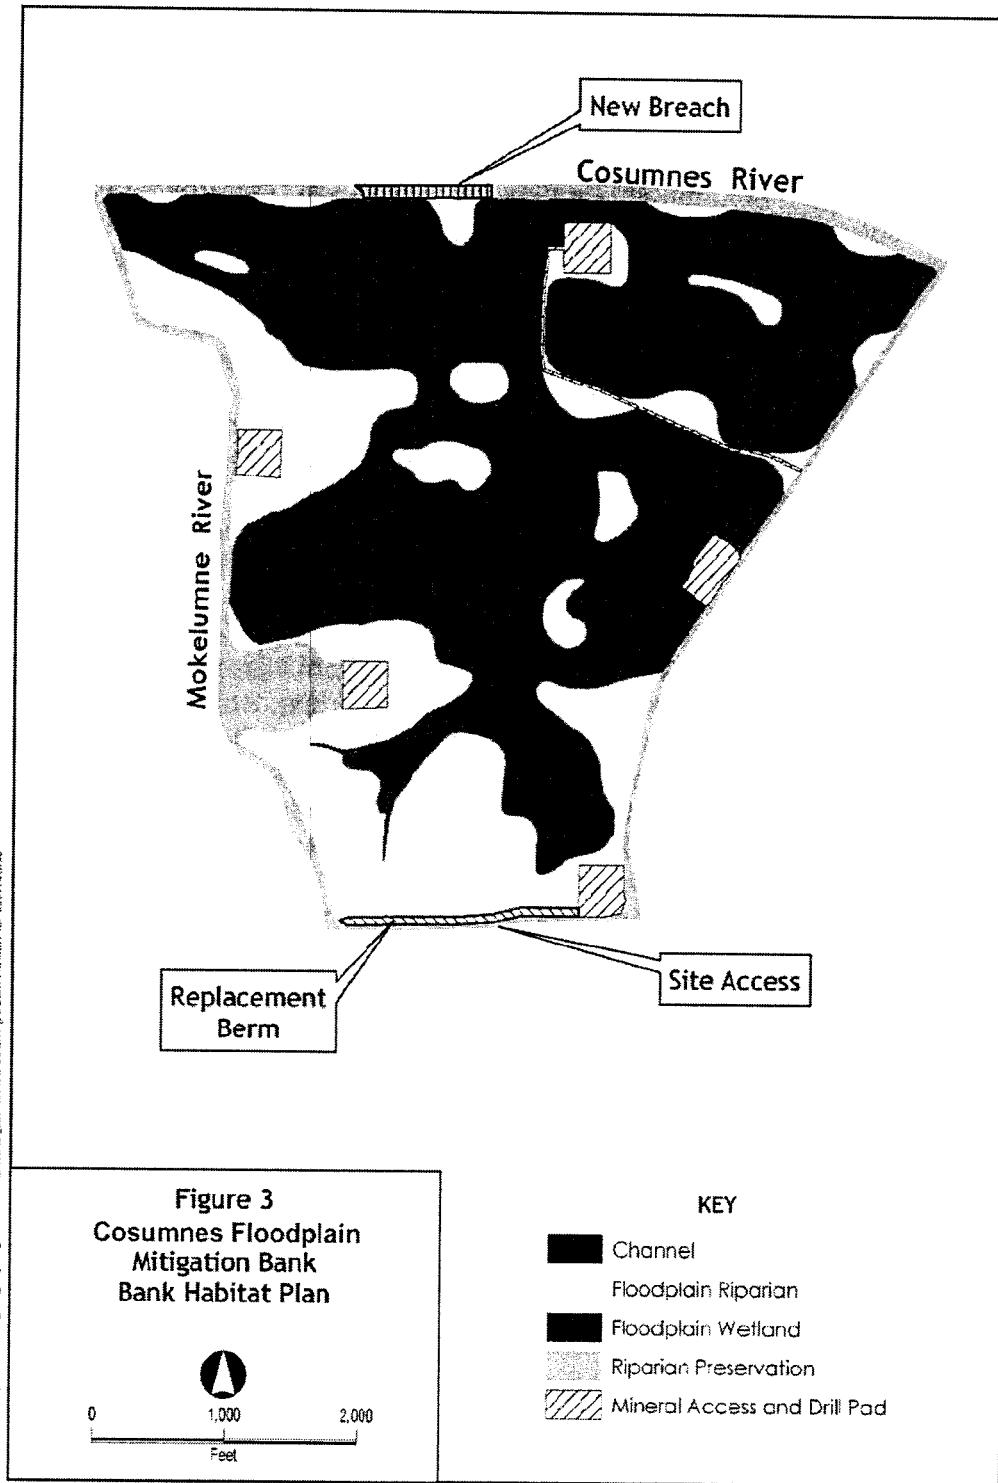 New Breach
Cosumnes River
Mokelumne River
Replacement
Berm
Site Access
Figure 3
Cosumnes Floodplain
Mitigation Bank
Bank Habitat Plan
0 1,000 2,000
Feet
KEY
Channel
Floodplain Riparian
Floodplain Wetland
Riparian Preservation
Mineral Access and Drill Pad